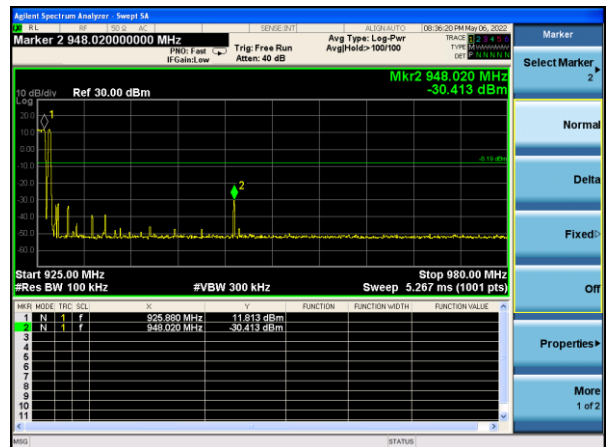 Agilent Spectrum Analyzer - Swept SA
RL RF 50 Ω AC SENSE:INT ALIGNAUTO 08:36:20 PM May 06, 2022
Marker 2 948.020000000 MHz
PNO: Fast
IFGain:Low
Trig: Free Run
Atten: 40 dB
Avg Type: Log-Pwr
Avg|Hold:>100/100
TRACE 1 2 3 4 5 6
TYPE M WWWWW
DET P N N N N N
Mkr2 948.020 MHz
-30.413 dBm
10 dB/div Ref 30.00 dBm
Log
20.0
10.0
0.00
-10.0
-20.0
-30.0
-40.0
-50.0
-60.0
1
2
-8.19 dBm
Start 925.00 MHz Stop 980.00 MHz
#Res BW 100 kHz #VBW 300 kHz Sweep 5.267 ms (1001 pts)
MKR MODE TRC SCL X Y FUNCTION FUNCTION WIDTH FUNCTION VALUE
1 N 1 f 925.880 MHz 11.813 dBm
2 N 1 f 948.020 MHz -30.413 dBm
3
4
5
6
7
8
9
10
11
MSG STATUS
Marker
Select Marker
2
Normal
Delta
Fixed
Off
Properties
More
1 of 2